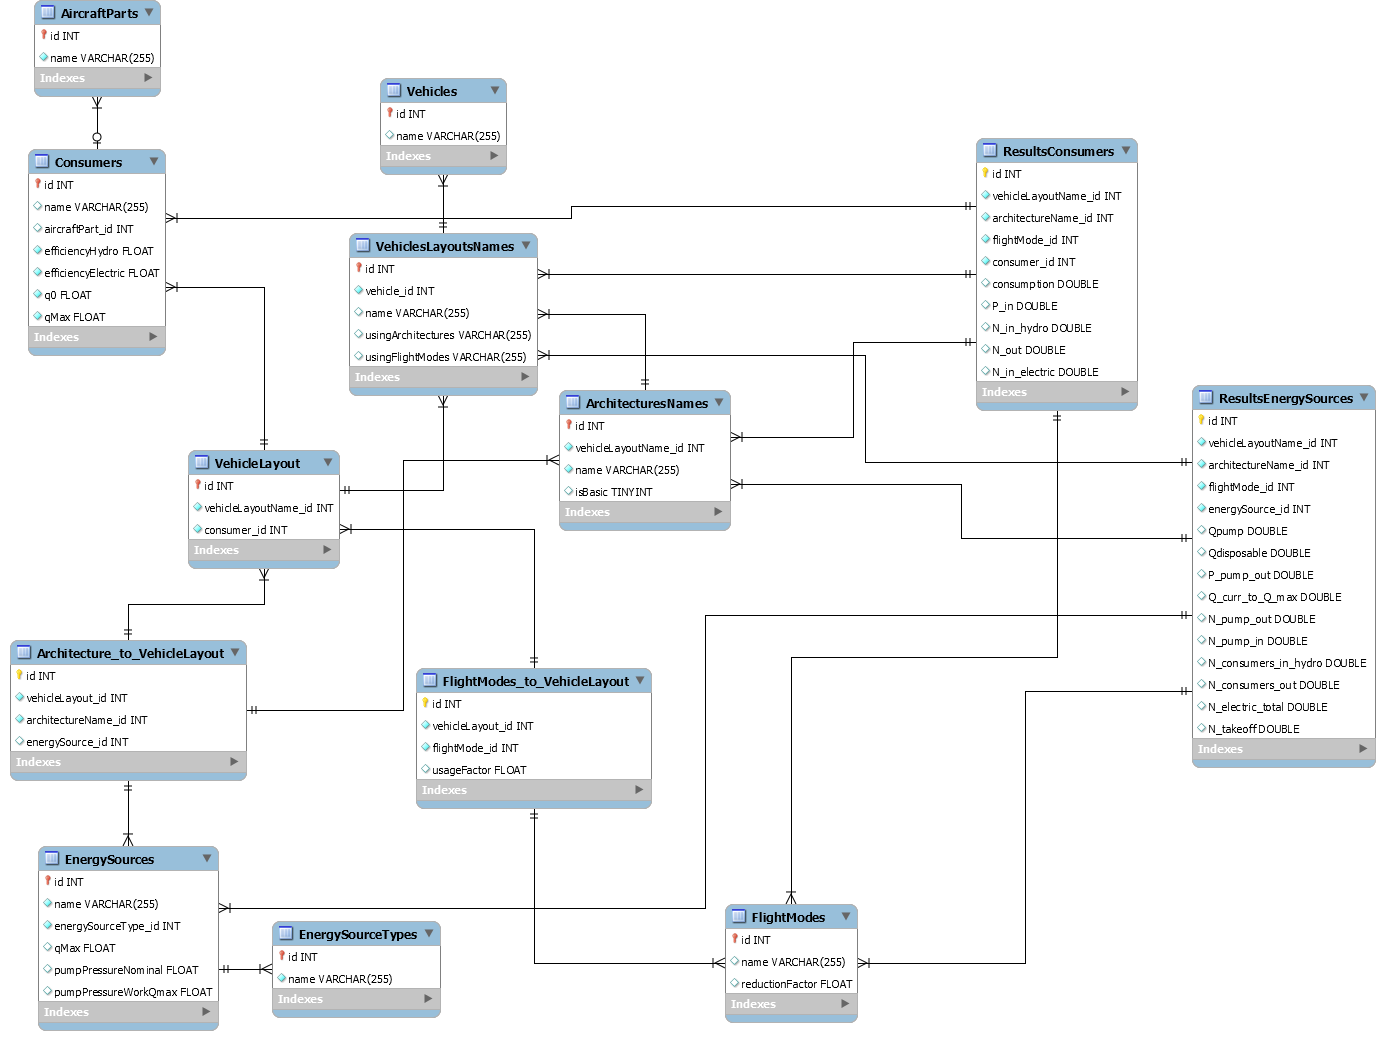 AircraftParts
id INT
name VARCHAR(255)
Indexes
Vehicles
id INT
name VARCHAR(255)
Indexes
Consumers
id INT
name VARCHAR(255)
aircraftPart_id INT
efficiencyHydro FLOAT
efficiencyElectric FLOAT
q0 FLOAT
qMax FLOAT
Indexes
VehiclesLayoutsNames
id INT
vehicle_id INT
name VARCHAR(255)
usingArchitectures VARCHAR(255)
usingFlightModes VARCHAR(255)
Indexes
ResultsConsumers
id INT
vehicleLayoutName_id INT
architectureName_id INT
flightMode_id INT
consumer_id INT
consumption DOUBLE
P_in DOUBLE
N_in_hydro DOUBLE
N_out DOUBLE
N_in_electric DOUBLE
Indexes
ArchitecturesNames
id INT
vehicleLayoutName_id INT
name VARCHAR(255)
isBasic TINYINT
Indexes
ResultsEnergySources
id INT
vehicleLayoutName_id INT
architectureName_id INT
flightMode_id INT
energySource_id INT
Qpump DOUBLE
Qdisposable DOUBLE
P_pump_out DOUBLE
Q_curr_to_Q_max DOUBLE
N_pump_out DOUBLE
N_pump_in DOUBLE
N_consumers_in_hydro DOUBLE
N_consumers_out DOUBLE
N_electric_total DOUBLE
N_takeoff DOUBLE
Indexes
VehicleLayout
id INT
vehicleLayoutName_id INT
consumer_id INT
Indexes
Architecture_to_VehicleLayout
id INT
vehicleLayout_id INT
architectureName_id INT
energySource_id INT
Indexes
FlightModes_to_VehicleLayout
id INT
vehicleLayout_id INT
flightMode_id INT
usageFactor FLOAT
Indexes
EnergySources
id INT
name VARCHAR(255)
energySourceType_id INT
qMax FLOAT
pumpPressureNominal FLOAT
pumpPressureWorkQmax FLOAT
Indexes
EnergySourceTypes
id INT
name VARCHAR(255)
Indexes
FlightModes
id INT
name VARCHAR(255)
reductionFactor FLOAT
Indexes